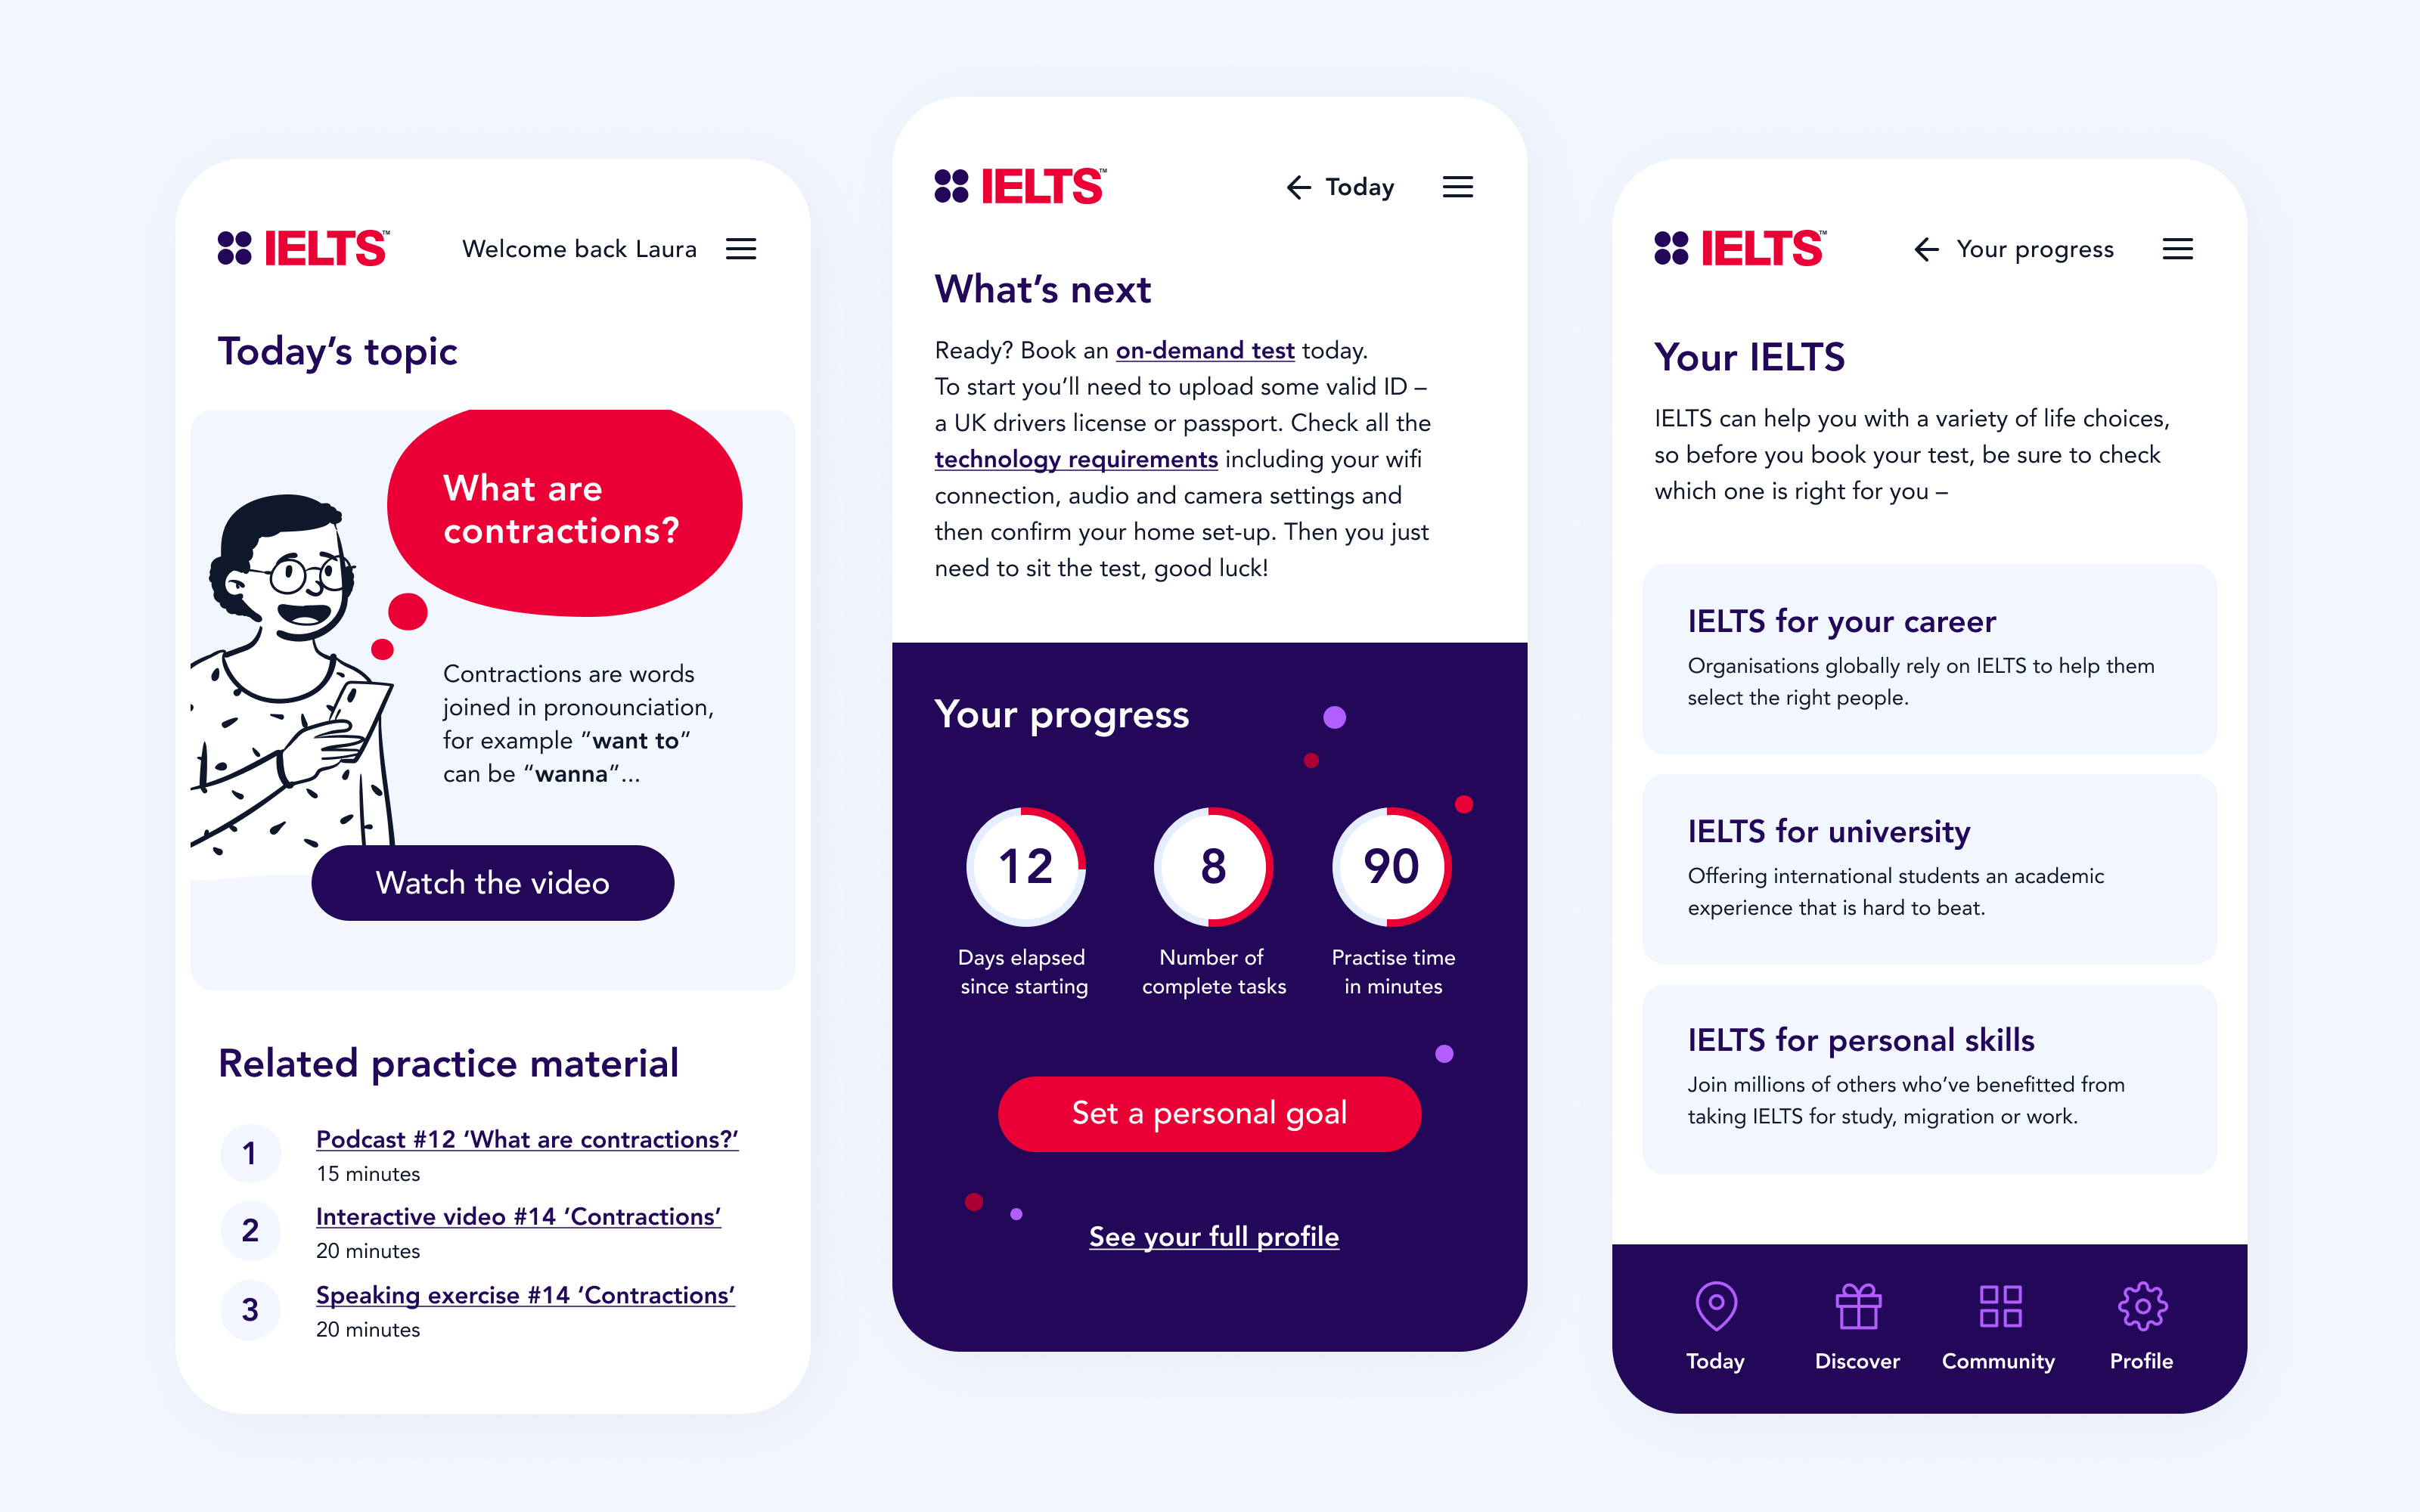 IELTS™
Welcome back Laura
Today’s topic
What are
contractions?
Contractions are words
joined in pronounciation,
for example ”want to”
can be “wanna”...
Watch the video
Related practice material
1
Podcast #12 ‘What are contractions?’
15 minutes
2
Interactive video #14 ‘Contractions’
20 minutes
3
Speaking exercise #14 ‘Contractions’
20 minutes
IELTS™
Today
What’s next
Ready? Book an on-demand test today.
To start you’ll need to upload some valid ID –
a UK drivers license or passport. Check all the
technology requirements including your wifi
connection, audio and camera settings and
then confirm your home set-up. Then you just
need to sit the test, good luck!
Your progress
12
8
90
Days elapsed
since starting
Number of
complete tasks
Practise time
in minutes
Set a personal goal
See your full profile
IELTS™
Your progress
Your IELTS
IELTS can help you with a variety of life choices,
so before you book your test, be sure to check
which one is right for you –
IELTS for your career
Organisations globally rely on IELTS to help them
select the right people.
IELTS for university
Offering international students an academic
experience that is hard to beat.
IELTS for personal skills
Join millions of others who’ve benefitted from
taking IELTS for study, migration or work.
Today
Discover
Community
Profile